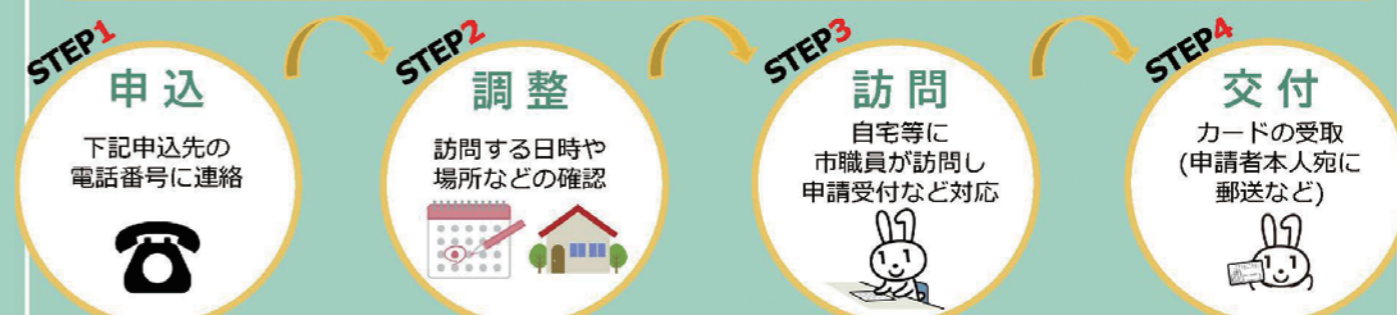 STEP1
申込
下記申込先の
電話番号に連絡
STEP2
調整
訪問する日時や
場所などの確認
STEP3
訪問
自宅等に
市職員が訪問し
申請受付など対応
STEP4
交付
カードの受取
(申請者本人宛に
郵送など)